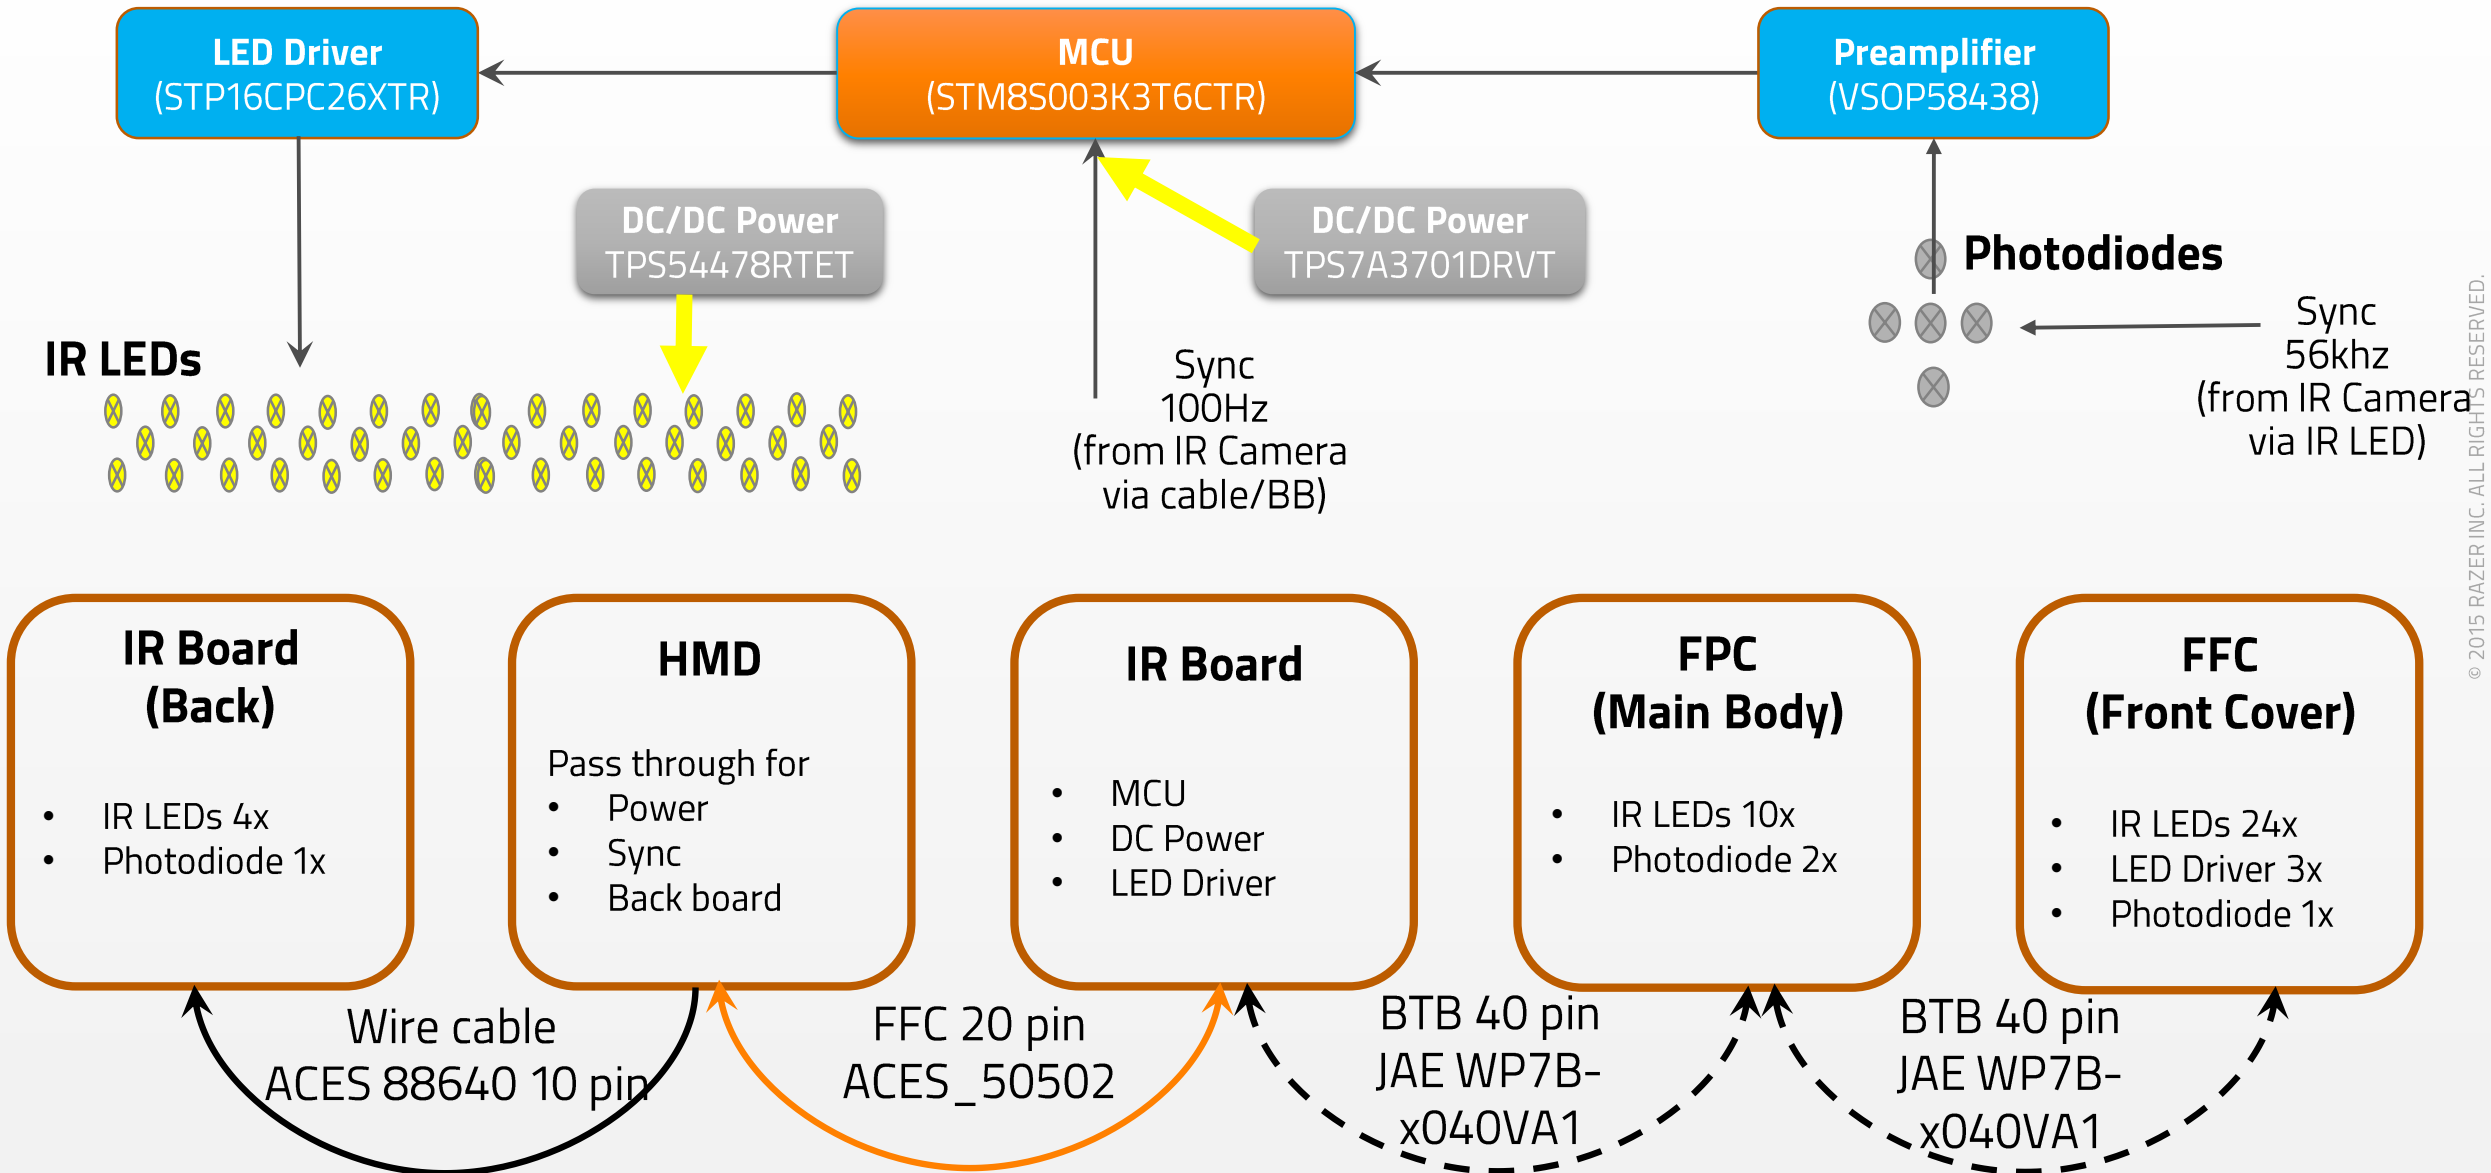 LED Driver
(STP16CPC26XTR)
MCU
(STM8S003K3T6CTR)
Preamplifier
(VSOP58438)
DC/DC Power
TPS54478RTET
DC/DC Power
TPS7A3701DRVT
Photodiodes
IR LEDs
Sync
100Hz
(from IR Camera
via cable/BB)
Sync
56khz
(from IR Camera
via IR LED)
© 2015 RAZER INC. ALL RIGHTS RESERVED.
IR Board
(Back)
• IR LEDs 4x
• Photodiode 1x
HMD
Pass through for
• Power
• Sync
• Back board
IR Board
• MCU
• DC Power
• LED Driver
FPC
(Main Body)
• IR LEDs 10x
• Photodiode 2x
FFC
(Front Cover)
• IR LEDs 24x
• LED Driver 3x
• Photodiode 1x
Wire cable
ACES 88640 10 pin
FFC 20 pin
ACES_50502
BTB 40 pin
JAE WP7B-
x040VA1
BTB 40 pin
JAE WP7B-
x040VA1